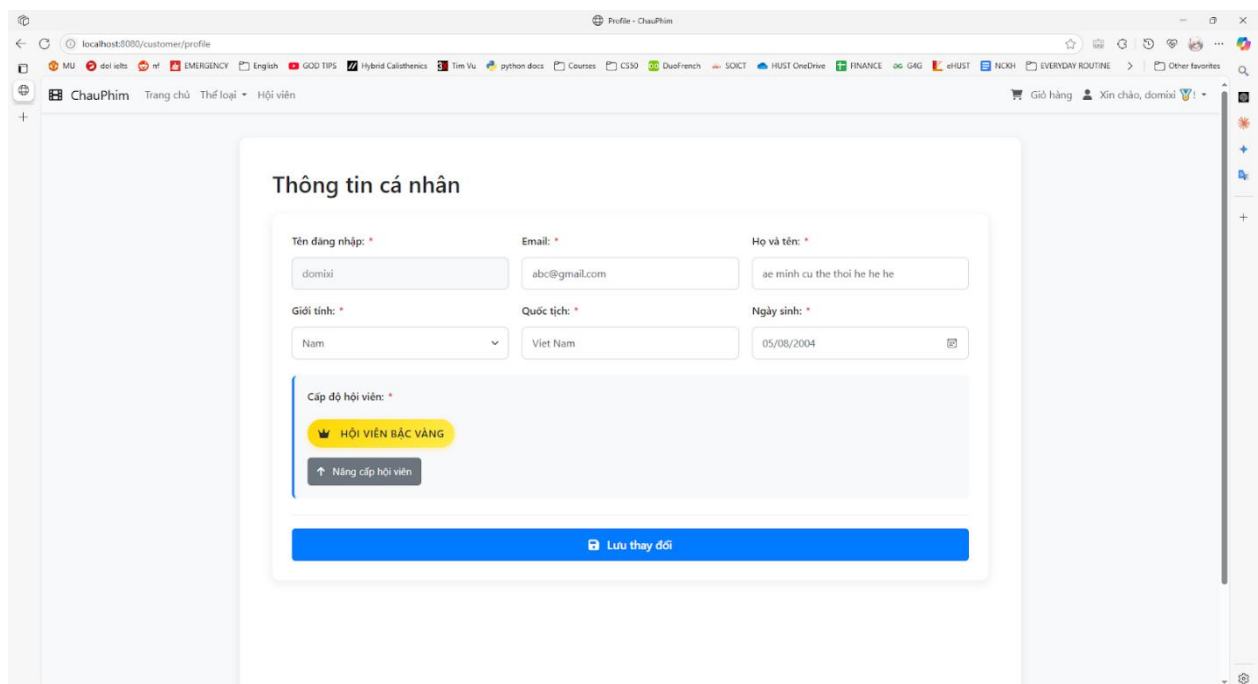 Profile - ChauPhim
localhost:8080/customer/profile
MU dol ielts nf EMERGENCY English GOD TIPS Hybrid Calisthenics Tim Vu python docs Courses CS50 DuoFrench SOICT HUST OneDrive FINANCE G4G eHUST NCKH EVERYDAY ROUTINE Other favorites
ChauPhim Trang chủ Thể loại Hội viên Giỏ hàng Xin chào, domixi !
Thông tin cá nhân
Tên đăng nhập: * Email: * Họ và tên: *
domixi abc@gmail.com ae minh cu the thoi he he he
Giới tính: * Quốc tịch: * Ngày sinh: *
Nam Viet Nam 05/08/2004
Cấp độ hội viên: *
HỘI VIÊN BẬC VÀNG
Nâng cấp hội viên
Lưu thay đổi